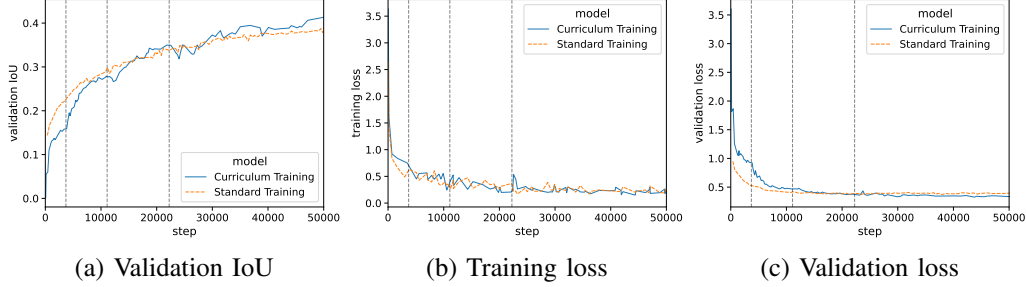 0.4
0.3
0.2
0.1
0.0
validation IoU
model
Curriculum Training
Standard Training
0 10000 20000 30000 40000 50000
step
(a) Validation IoU
3.5
3.0
2.5
2.0
1.5
1.0
0.5
0.0
training loss
model
Curriculum Training
Standard Training
0 10000 20000 30000 40000 50000
step
(b) Training loss
3.5
3.0
2.5
2.0
1.5
1.0
0.5
validation loss
model
Curriculum Training
Standard Training
0 10000 20000 30000 40000 50000
step
(c) Validation loss